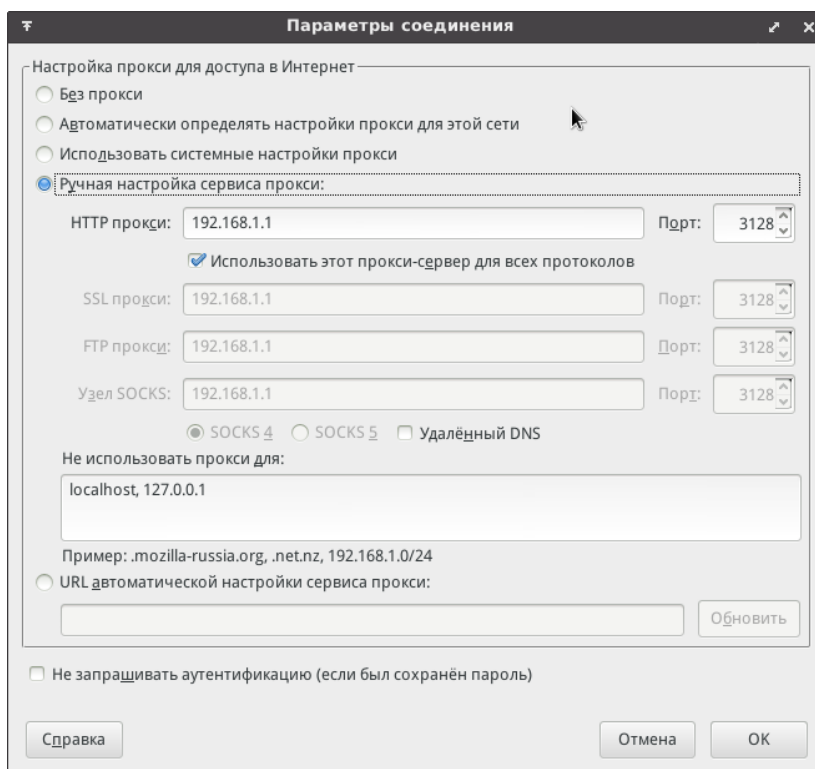 Параметры соединения
Настройка прокси для доступа в Интернет
Без прокси
Автоматически определять настройки прокси для этой сети
Использовать системные настройки прокси
Ручная настройка сервиса прокси:
HTTP прокси: 192.168.1.1 Порт: 3128
Использовать этот прокси-сервер для всех протоколов
SSL прокси: 192.168.1.1 Порт: 3128
FTP прокси: 192.168.1.1 Порт: 3128
Узел SOCKS: 192.168.1.1 Порт: 3128
SOCKS 4 SOCKS 5 Удалённый DNS
Не использовать прокси для:
localhost, 127.0.0.1
Пример: .mozilla-russia.org, .net.nz, 192.168.1.0/24
URL автоматической настройки сервиса прокси:
Обновить
Не запрашивать аутентификацию (если был сохранён пароль)
Справка Отмена OK